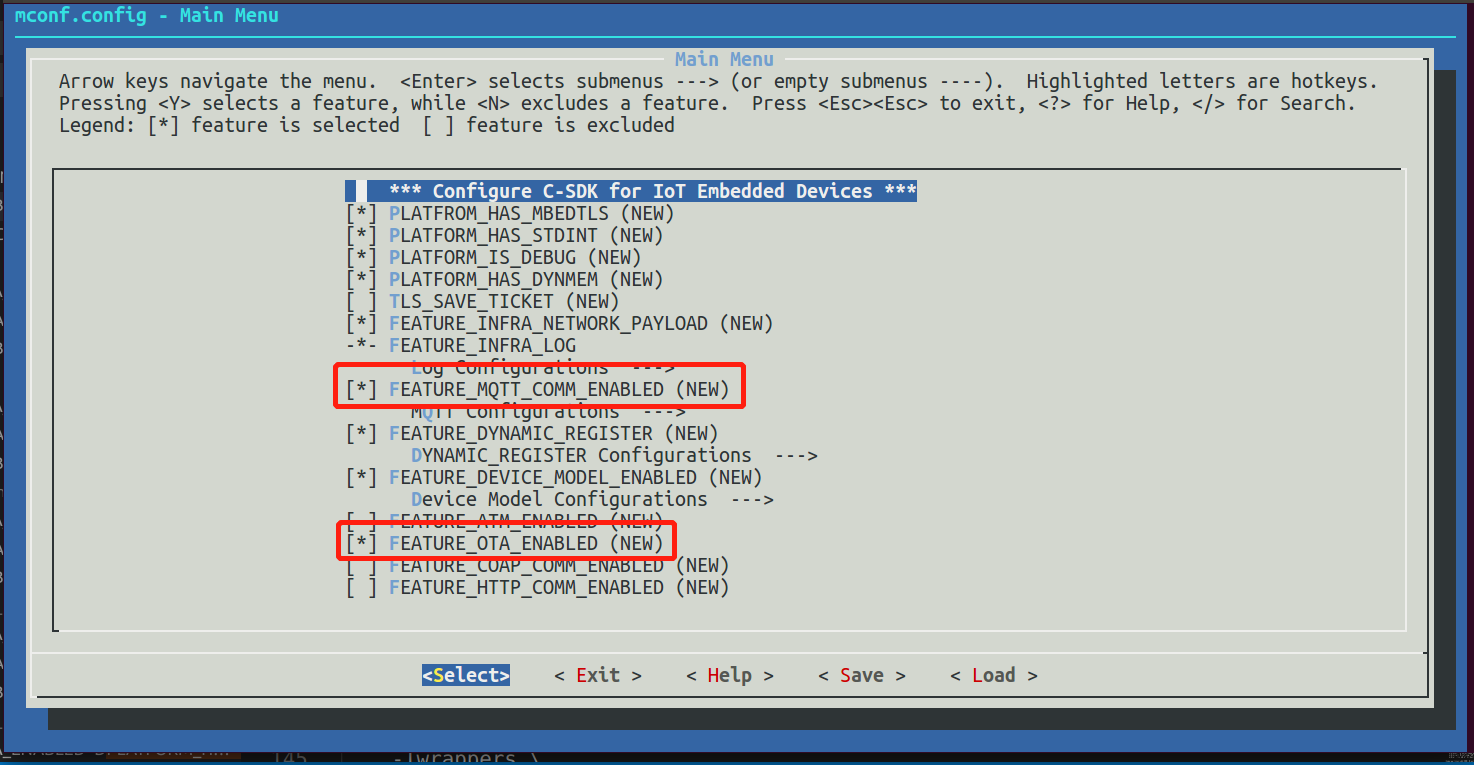 mconf.config - Main Menu
Main Menu
Arrow keys navigate the menu.  <Enter> selects submenus ---> (or empty submenus ----).  Highlighted letters are hotkeys.
Pressing <Y> selects a feature, while <N> excludes a feature.  Press <Esc><Esc> to exit, <?> for Help, </> for Search.
Legend: [*] feature is selected  [ ] feature is excluded
*** Configure C-SDK for IoT Embedded Devices ***
[*] PLATFROM_HAS_MBEDTLS (NEW)
[*] PLATFORM_HAS_STDINT (NEW)
[*] PLATFORM_IS_DEBUG (NEW)
[*] PLATFORM_HAS_DYNMEM (NEW)
[ ] TLS_SAVE_TICKET (NEW)
[*] FEATURE_INFRA_NETWORK_PAYLOAD (NEW)
-*- FEATURE_INFRA_LOG
Log Configurations  --->
[*] FEATURE_MQTT_COMM_ENABLED (NEW)
MQTT Configurations  --->
[*] FEATURE_DYNAMIC_REGISTER (NEW)
DYNAMIC_REGISTER Configurations  --->
[*] FEATURE_DEVICE_MODEL_ENABLED (NEW)
Device Model Configurations  --->
[ ] FEATURE_ATM_ENABLED (NEW)
[*] FEATURE_OTA_ENABLED (NEW)
[ ] FEATURE_COAP_COMM_ENABLED (NEW)
[ ] FEATURE_HTTP_COMM_ENABLED (NEW)
<Select>    < Exit >    < Help >    < Save >    < Load >
145    -Iwrappers \